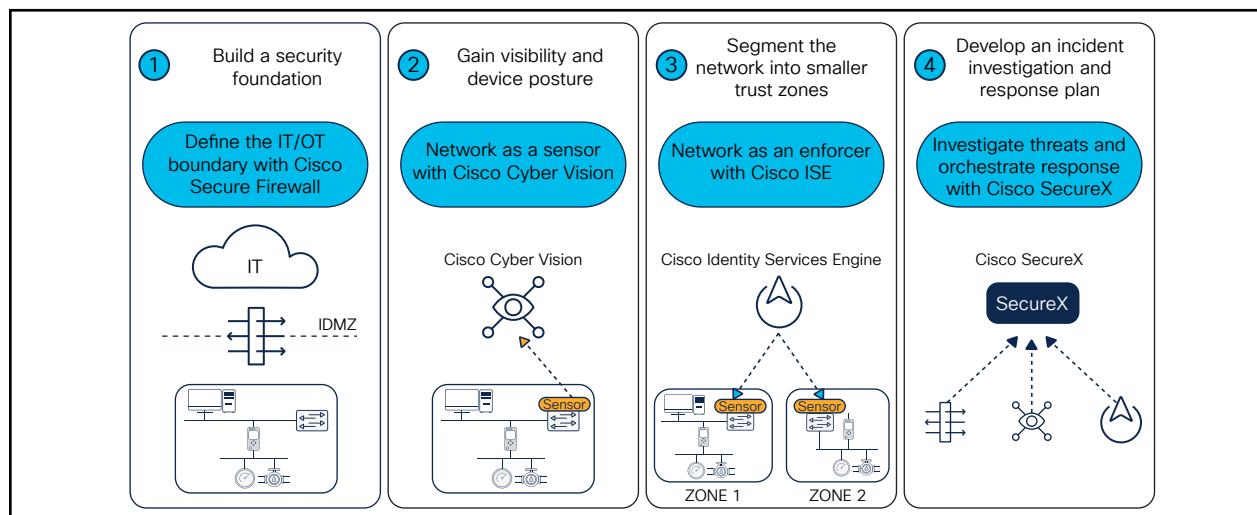 1
Build a security
foundation
Define the IT/OT
boundary with Cisco
Secure Firewall
IT
IDMZ
2
Gain visibility and
device posture
Network as a sensor
with Cisco Cyber Vision
Cisco Cyber Vision
Sensor
3
Segment the
network into smaller
trust zones
Network as an enforcer
with Cisco ISE
Cisco Identity Services Engine
Sensor
Sensor
ZONE 1
ZONE 2
4
Develop an incident
investigation and
response plan
Investigate threats and
orchestrate response
with Cisco SecureX
Cisco SecureX
SecureX